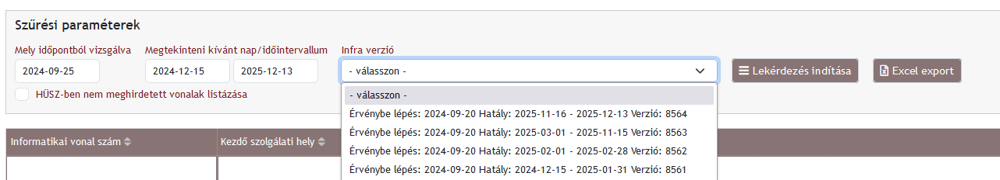 Szűrési paraméterek
Mely időpontból vizsgálva Megtekinteni kívánt nap/időintervallum Infra verzió
2024-09-25 2024-12-15 2025-12-13 - válasszon - Lekérdezés indítása Excel export
HÜSZ-ben nem meghirdetett vonalak listázása
- válasszon -
Érvénybe lépés: 2024-09-20 Hatály: 2025-11-16 - 2025-12-13 Verzió: 8564
Érvénybe lépés: 2024-09-20 Hatály: 2025-03-01 - 2025-11-15 Verzió: 8563
Érvénybe lépés: 2024-09-20 Hatály: 2025-02-01 - 2025-02-28 Verzió: 8562
Érvénybe lépés: 2024-09-20 Hatály: 2024-12-15 - 2025-01-31 Verzió: 8561
Informatikai vonal szám Kezdő szolgálati hely